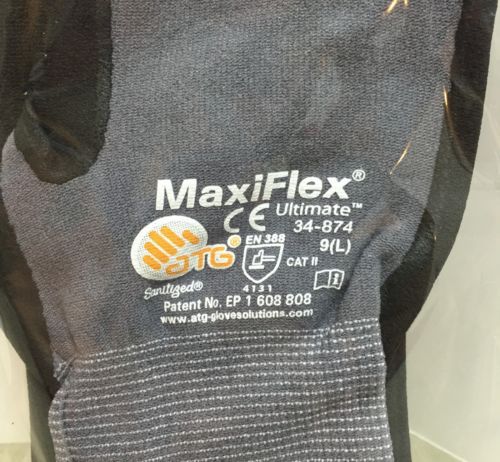 MaxiFlex®
CE Ultimate™
34-874
ATG®
EN 388
9(L)
CAT II
4131
Sanitized®
Patent No. EP 1 608 808
www.atg-glovesolutions.com